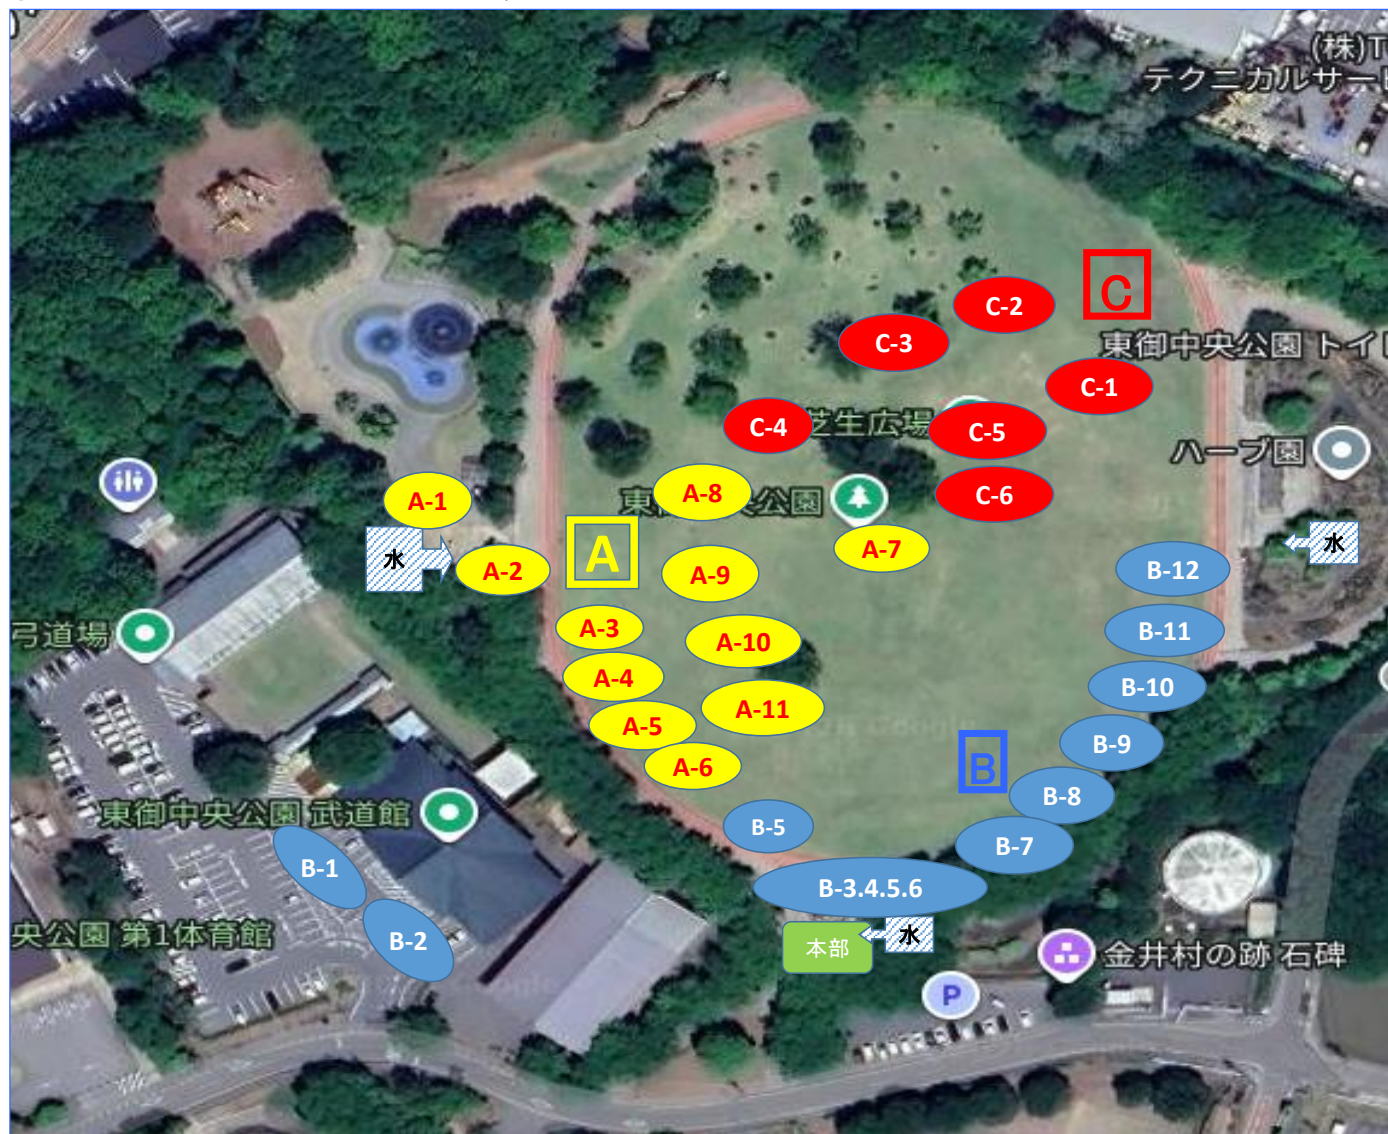 (株)T
テクニカルサー
C
C-2
C-3
東御中央公園 トイレ
C-1
C-4
芝生広場
C-5
ハーブ園
A-1
A-8
東
央公園
C-6
水
A
A-7
水
A-2
A-9
B-12
弓道場
A-3
A-10
B-11
A-4
B-10
A-5
A-11
B-9
A-6
B
B-8
東御中央公園 武道館
B-5
B-7
B-1
B-3.4.5.6
央公園 第1体育館
B-2
本部
水
金井村の跡 石碑
P